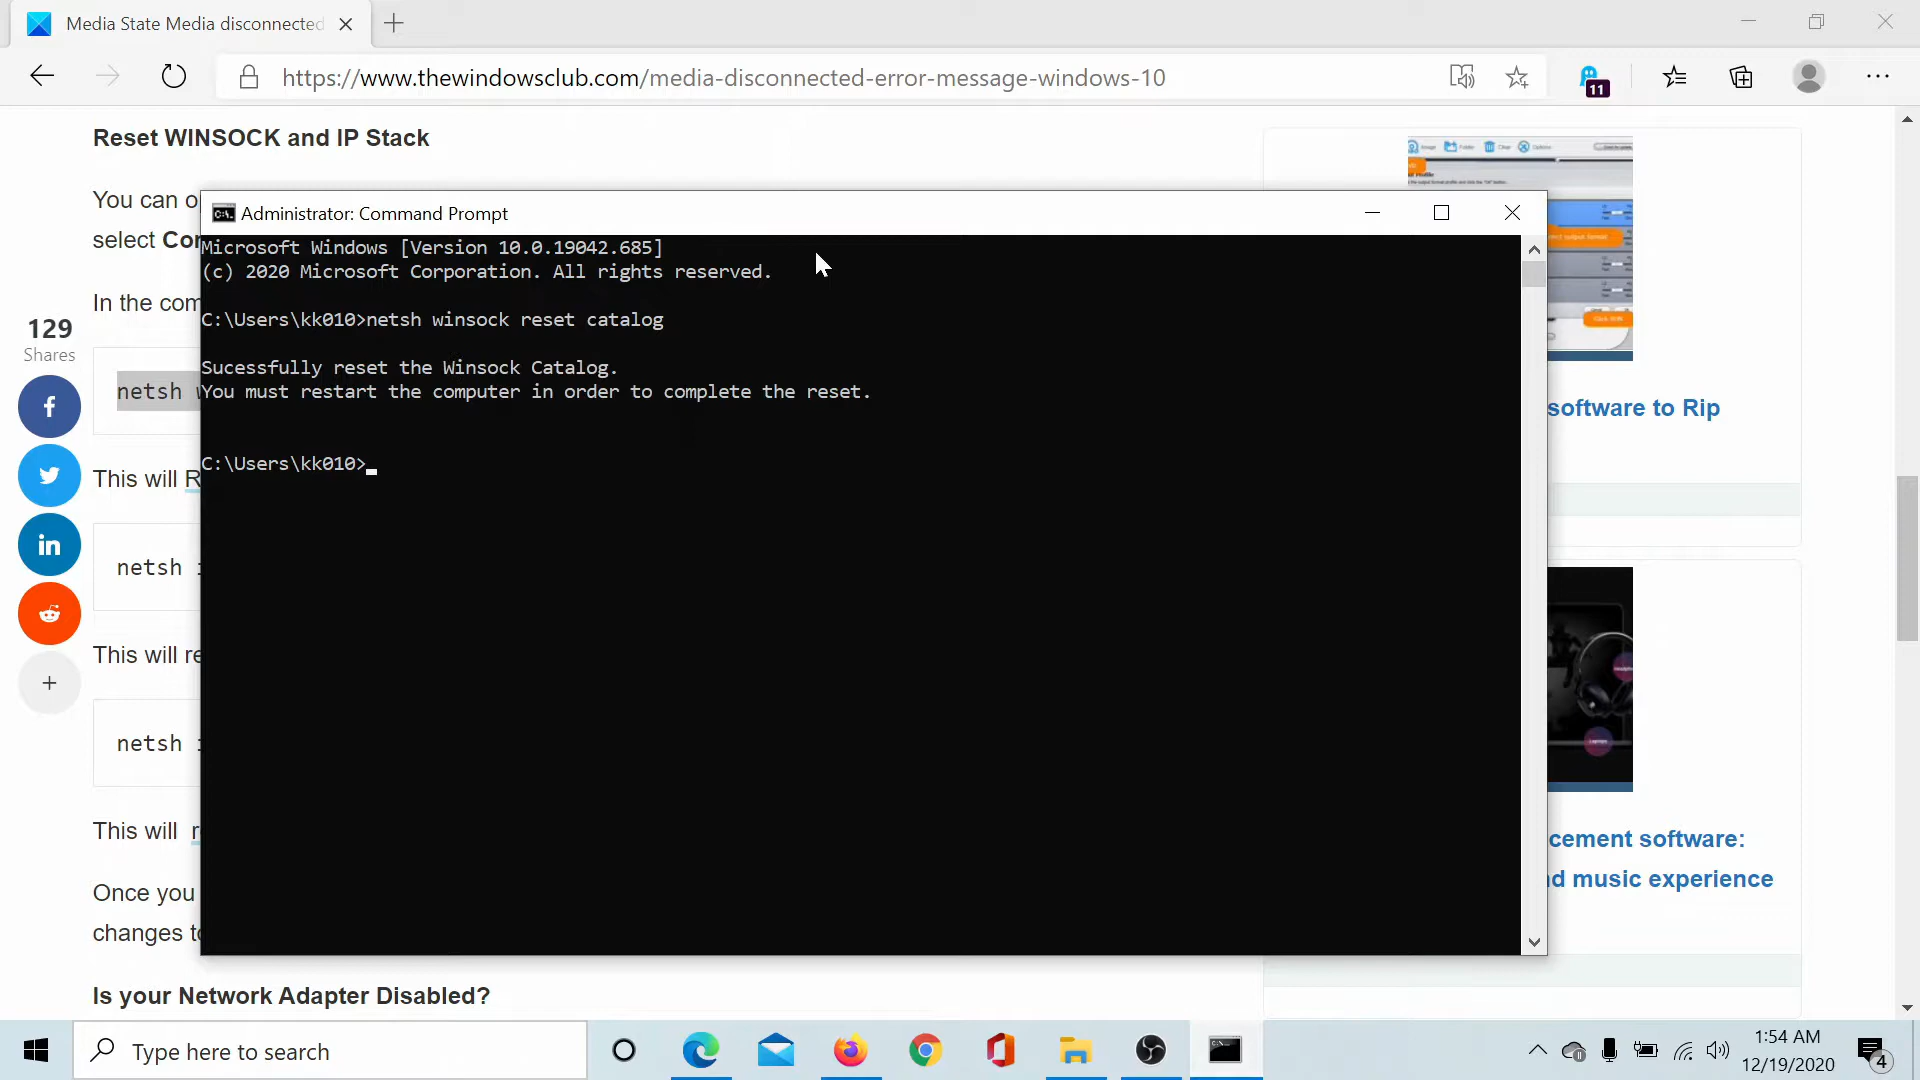 Media State Media disconnected
https://www.thewindowsclub.com/media-disconnected-error-message-windows-10
11
Reset WINSOCK and IP Stack
You can o
select Cor
In the com
129
Shares
netsh w
This will R
netsh i
This will re
netsh i
This will r
Once you
changes to
Is your Network Adapter Disabled?
Administrator: Command Prompt
Microsoft Windows [Version 10.0.19042.685]
(c) 2020 Microsoft Corporation. All rights reserved.
C:\Users\kk010>netsh winsock reset catalog
Sucessfully reset the Winsock Catalog.
You must restart the computer in order to complete the reset.
C:\Users\kk010>
software to Rip
cement software:
nd music experience
Type here to search
1:54 AM
12/19/2020
4